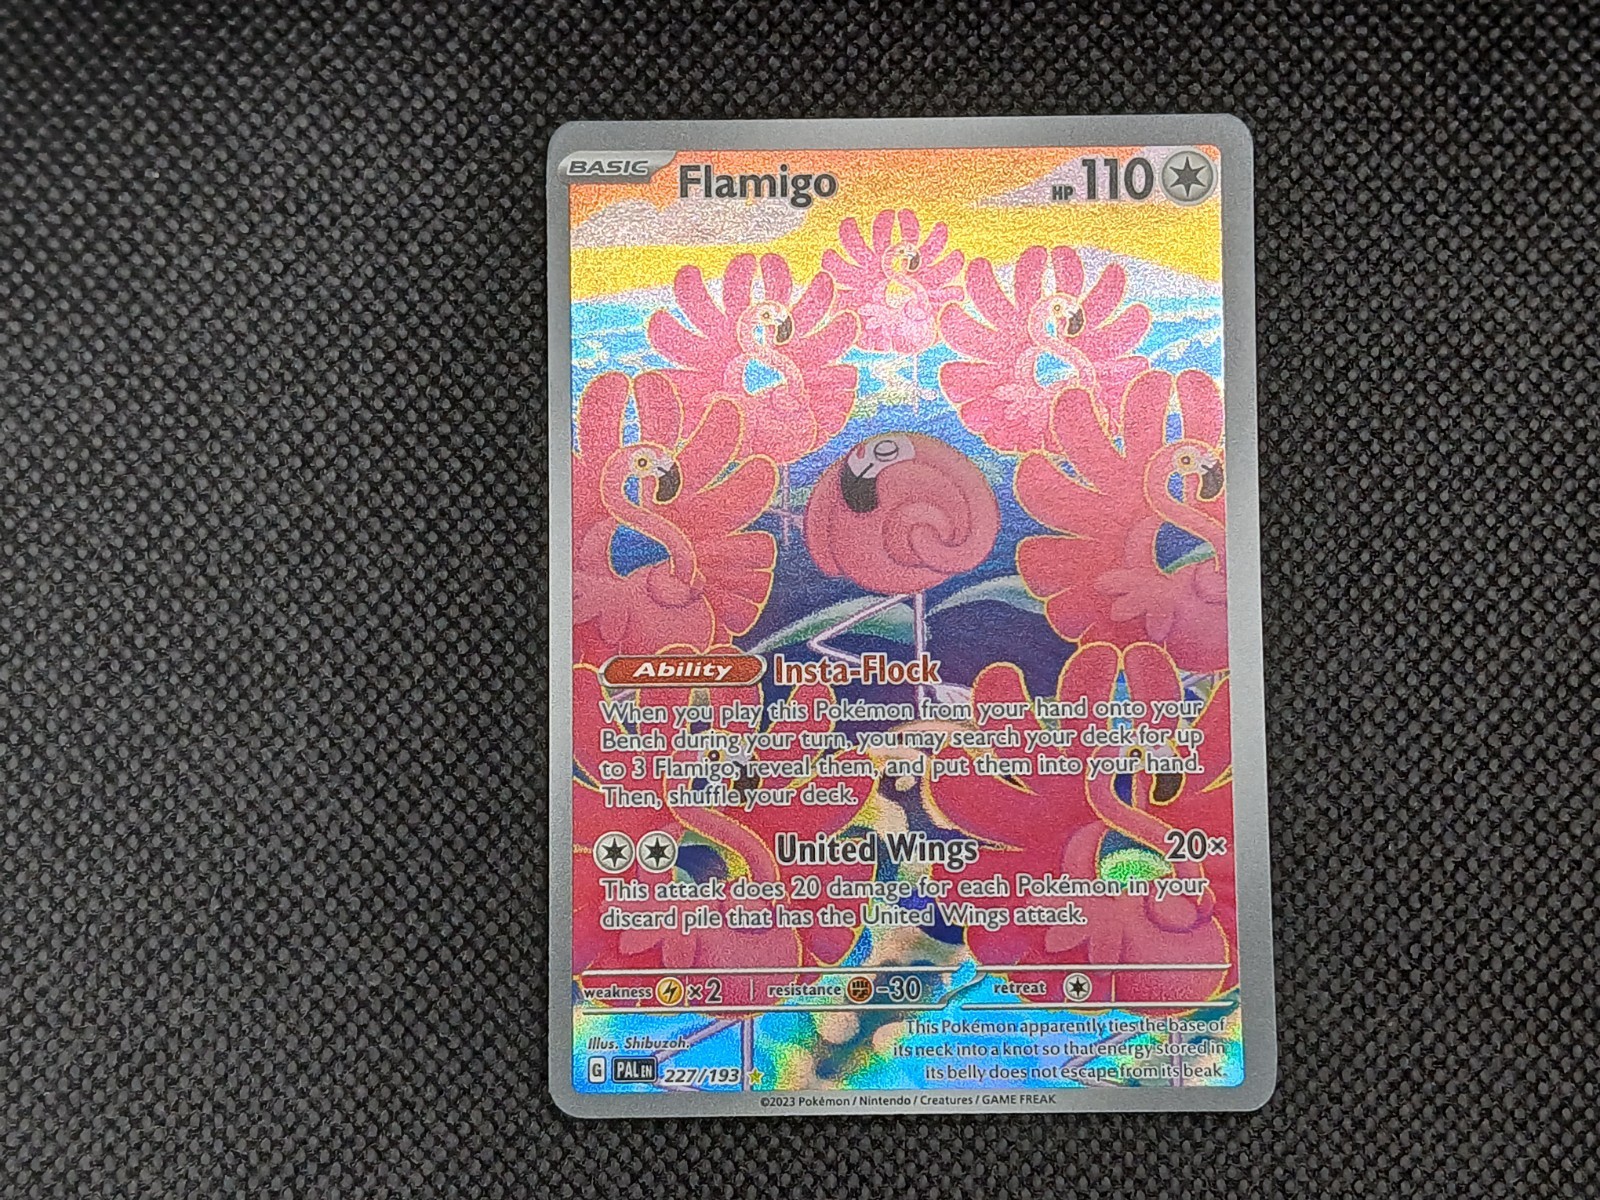 BASIC Flamigo HP 110
Ability Insta-Flock
When you play this Pokémon from your hand onto your
Bench during your turn, you may search your deck for up
to 3 Flamigo, reveal them, and put them into your hand.
Then, shuffle your deck.
United Wings 20×
This attack does 20 damage for each Pokémon in your
discard pile that has the United Wings attack.
weakness ×2 resistance -30 retreat
This Pokémon apparently ties the base of
its neck into a knot so that energy stored in
its belly does not escape from its beak.
Illus. Shibuzoh.
G PAL EN 227/193
©2023 Pokémon / Nintendo / Creatures / GAME FREAK